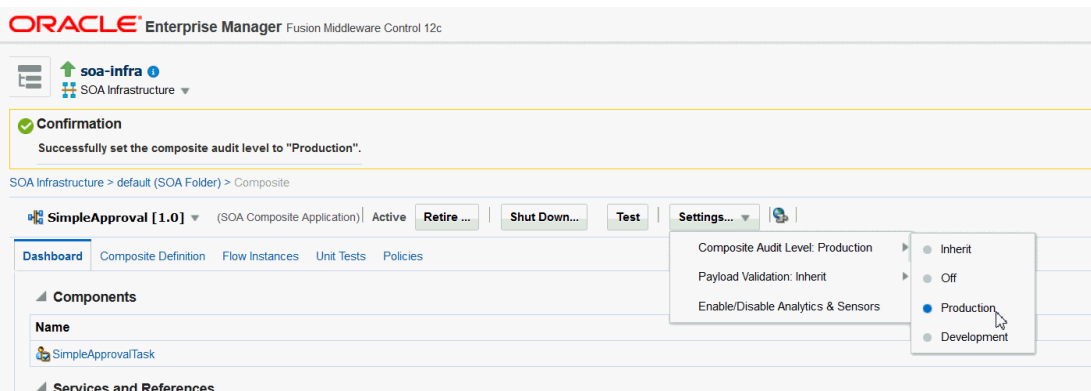 ORACLE Enterprise Manager Fusion Middleware Control 12c
soa-infra
SOA Infrastructure
Confirmation
Successfully set the composite audit level to "Production".
SOA Infrastructure > default (SOA Folder) > Composite
SimpleApproval [1.0] (SOA Composite Application) Active Retire ... Shut Down... Test Settings...
Composite Audit Level: Production
Payload Validation: Inherit
Enable/Disable Analytics & Sensors
Inherit
Off
Production
Development
Dashboard Composite Definition Flow Instances Unit Tests Policies
Components
Name
SimpleApprovalTask
Services and References